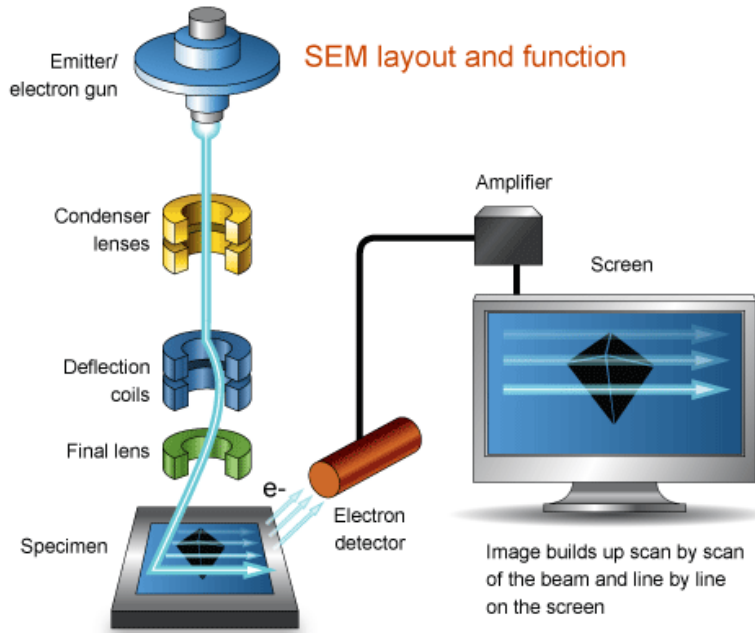 SEM layout and function
Emitter/
electron gun
Condenser
lenses
Deflection
coils
Final lens
Specimen
e-
Electron
detector
Amplifier
Screen
Image builds up scan by scan
of the beam and line by line
on the screen